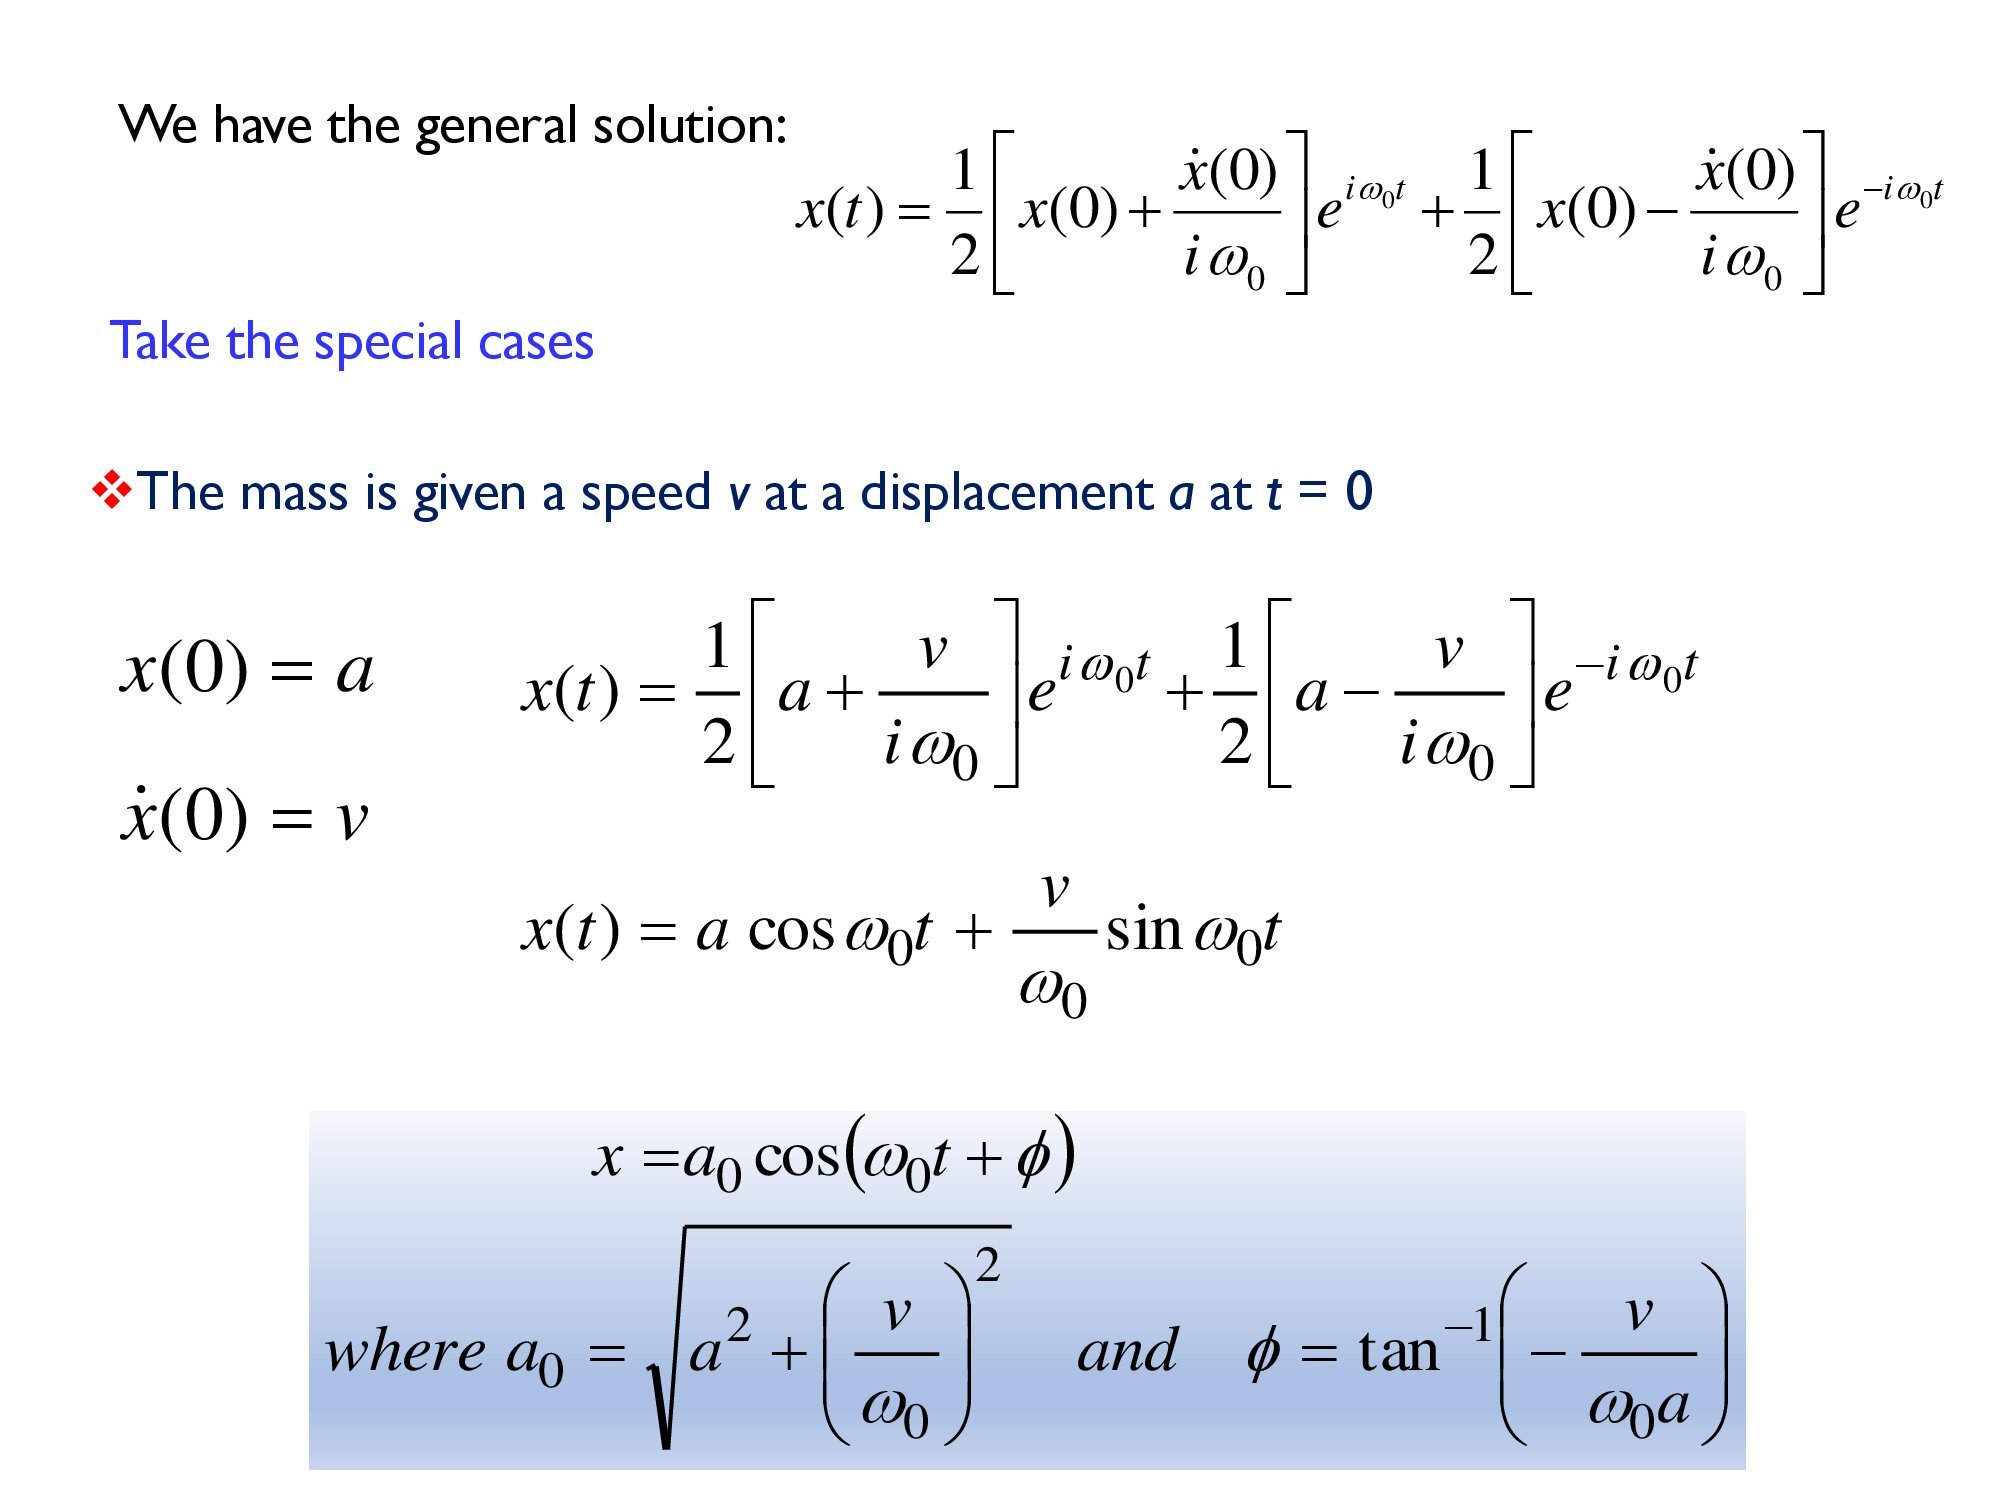 We have the general solution:
x(t) = \frac{1}{2}\left[x(0) + \frac{\dot{x}(0)}{i\omega_0}\right]e^{i\omega_0 t} + \frac{1}{2}\left[x(0) - \frac{\dot{x}(0)}{i\omega_0}\right]e^{-i\omega_0 t}
Take the special cases
❖The mass is given a speed v at a displacement a at t = 0
x(0) = a
x(t) = \frac{1}{2}\left[a + \frac{v}{i\omega_0}\right]e^{i\omega_0 t} + \frac{1}{2}\left[a - \frac{v}{i\omega_0}\right]e^{-i\omega_0 t}
\dot{x}(0) = v
x(t) = a \cos \omega_0 t + \frac{v}{\omega_0} \sin \omega_0 t
x = a_0 \cos(\omega_0 t + \phi)
where a_0 = \sqrt{a^2 + \left(\frac{v}{\omega_0}\right)^2} and \phi = \tan^{-1}\left(-\frac{v}{\omega_0 a}\right)